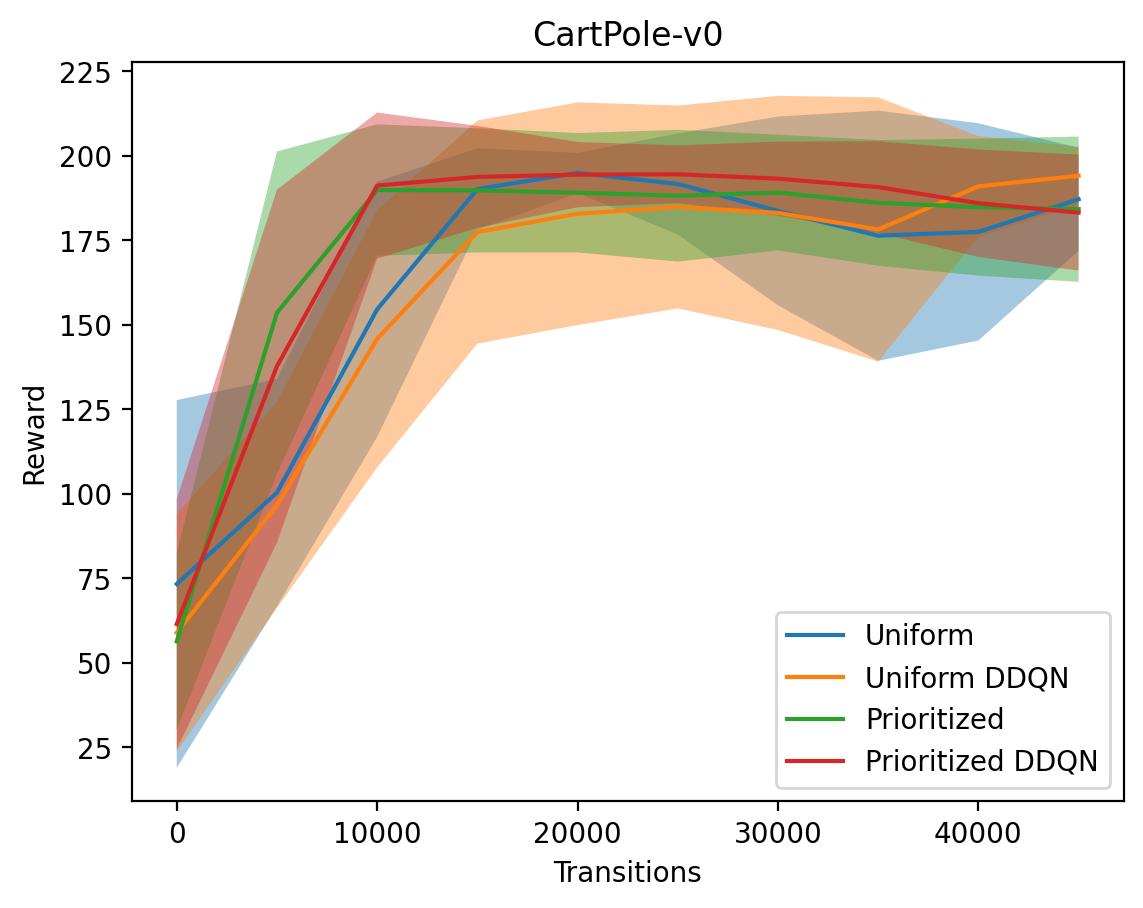 CartPole-v0
225
200
175
150
125
100
75
50
25
Reward
0 10000 20000 30000 40000
Transitions
Uniform
Uniform DDQN
Prioritized
Prioritized DDQN